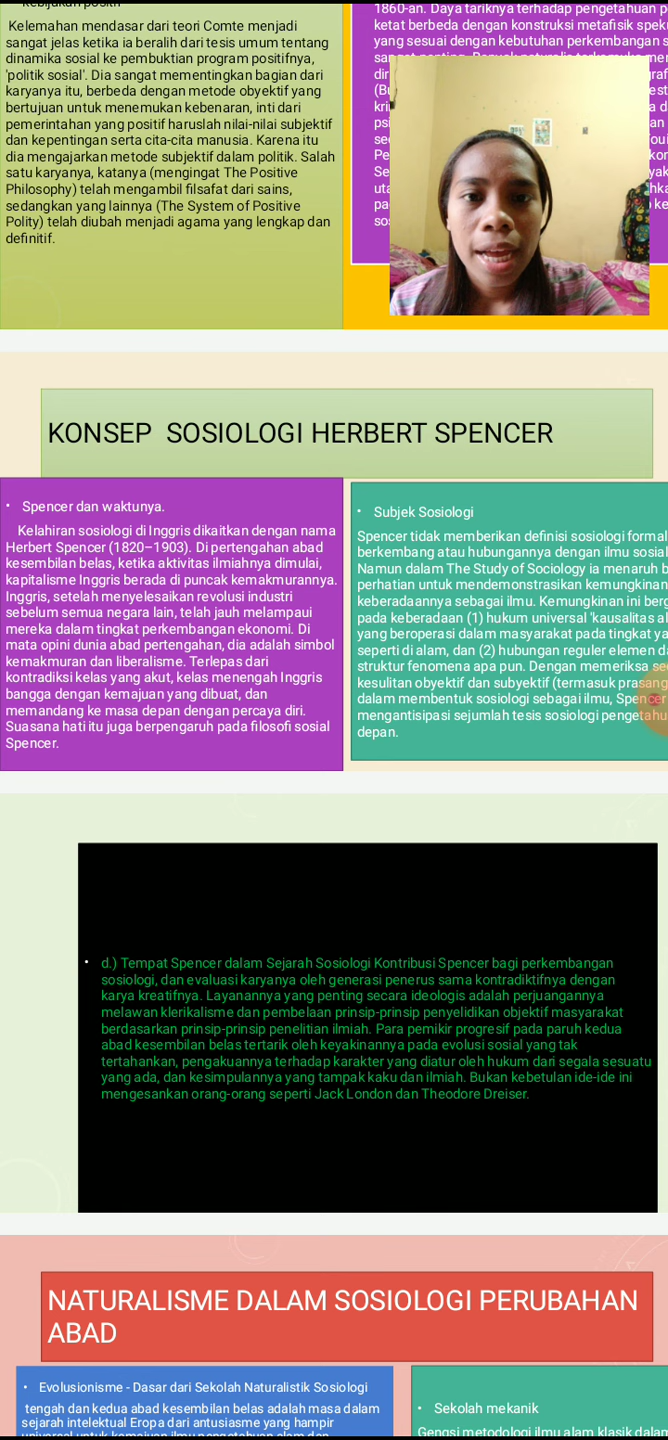 kebijakan positif
Kelemahan mendasar dari teori Comte menjadi
sangat jelas ketika ia beralih dari tesis umum tentang
dinamika sosial ke pembuktian program positifnya,
'politik sosial'. Dia sangat mementingkan bagian dari
karyanya itu, berbeda dengan metode obyektif yang
bertujuan untuk menemukan kebenaran, inti dari
pemerintahan yang positif haruslah nilai-nilai subjektif
dan kepentingan serta cita-cita manusia. Karena itu
dia mengajarkan metode subjektif dalam politik. Salah
satu karyanya, katanya (mengingat The Positive
Philosophy) telah mengambil filsafat dari sains,
sedangkan yang lainnya (The System of Positive
Polity) telah diubah menjadi agama yang lengkap dan
definitif.
1860-an. Daya tariknya terhadap pengetahuan
ketat berbeda dengan konstruksi metafisik
yang sesuai dengan kebutuhan perkembangan
KONSEP SOSIOLOGI HERBERT SPENCER
• Spencer dan waktunya.
Kelahiran sosiologi di Inggris dikaitkan dengan nama
Herbert Spencer (1820–1903). Di pertengahan abad
kesembilan belas, ketika aktivitas ilmiahnya dimulai,
kapitalisme Inggris berada di puncak kemakmurannya.
Inggris, setelah menyelesaikan revolusi industri
sebelum semua negara lain, telah jauh melampaui
mereka dalam tingkat perkembangan ekonomi. Di
mata opini dunia abad pertengahan, dia adalah simbol
kemakmuran dan liberalisme. Terlepas dari
kontradiksi kelas yang akut, kelas menengah Inggris
bangga dengan kemajuan yang dibuat, dan
memandang ke masa depan dengan percaya diri.
Suasana hati itu juga berpengaruh pada filosofi sosial
Spencer.
• Subjek Sosiologi
Spencer tidak memberikan definisi sosiologi formal
berkembang atau hubungannya dengan ilmu sosial
Namun dalam The Study of Sociology ia menaruh
perhatian untuk mendemonstrasikan kemungkinan
keberadaannya sebagai ilmu. Kemungkinan ini
pada keberadaan (1) hukum universal 'kausalitas
yang beroperasi dalam masyarakat pada tingkat
seperti di alam, dan (2) hubungan reguler elemen
struktur fenomena apa pun. Dengan memeriksa
kesulitan obyektif dan subyektif (termasuk
dalam membentuk sosiologi sebagai ilmu, Spencer
mengantisipasi sejumlah tesis sosiologi
depan.
• d.) Tempat Spencer dalam Sejarah Sosiologi Kontribusi Spencer bagi perkembangan
sosiologi, dan evaluasi karyanya oleh generasi penerus sama kontradiktifnya dengan
karya kreatifnya. Layanannya yang penting secara ideologis adalah perjuangannya
melawan klerikalisme dan pembelaan prinsip-prinsip penyelidikan objektif masyarakat
berdasarkan prinsip-prinsip penelitian ilmiah. Para pemikir progresif pada paruh kedua
abad kesembilan belas tertarik oleh keyakinannya pada evolusi sosial yang tak
tertahankan, pengakuannya terhadap karakter yang diatur oleh hukum dari segala sesuatu
yang ada, dan kesimpulannya yang tampak kaku dan ilmiah. Bukan kebetulan ide-ide ini
mengesankan orang-orang seperti Jack London dan Theodore Dreiser.
NATURALISME DALAM SOSIOLOGI PERUBAHAN
ABAD
• Evolusionisme - Dasar dari Sekolah Naturalistik Sosiologi
tengah dan kedua abad kesembilan belas adalah masa dalam
sejarah intelektual Eropa dari antusiasme yang hampir
universal untuk kemajuan ilmu pengetahuan alam dan
• Sekolah mekanik
Gengsi metodologi ilmu alam klasik